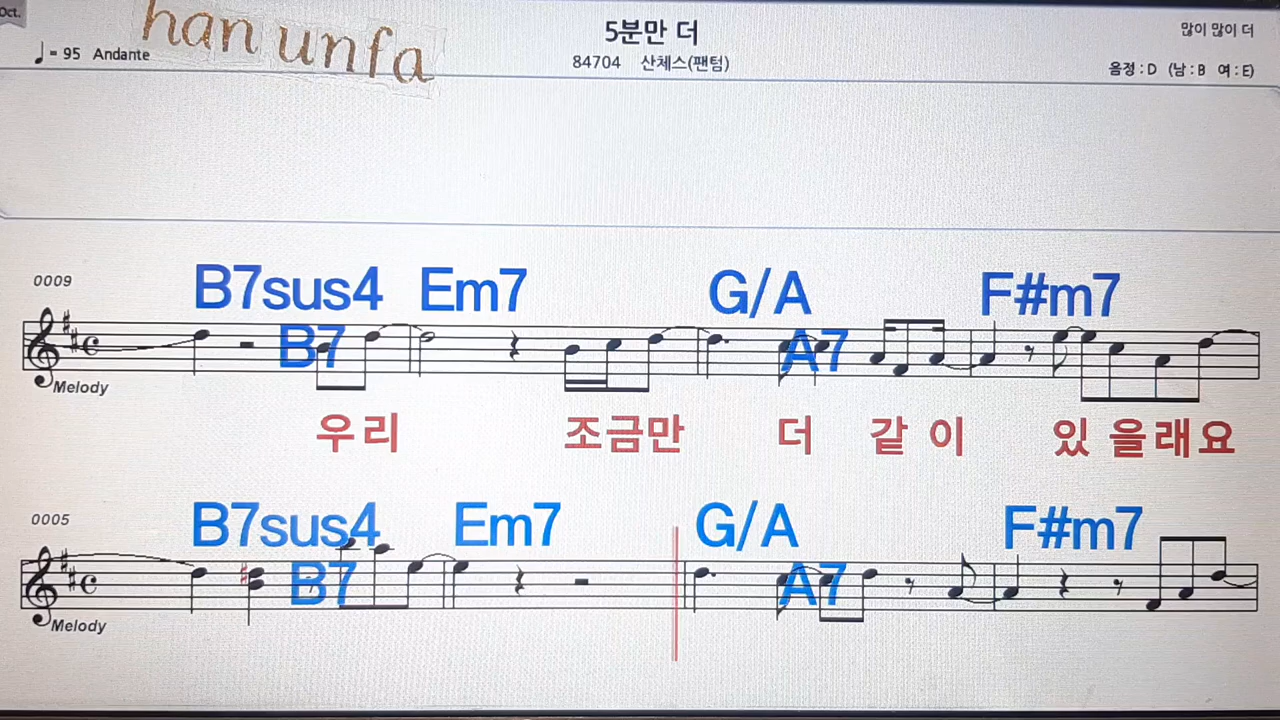 Oct.
han unfa
5분만 더
많이 많이 더
♩= 95 Andante
84704 산체스(팬텀)
음정 : D (남 : B 여 : E)
0009
B7sus4 Em7 G/A F#m7
B7 A7
Melody
우리 조금만 더 같 이 있 을래요
0005
B7sus4 Em7 G/A F#m7
B7 A7
Melody